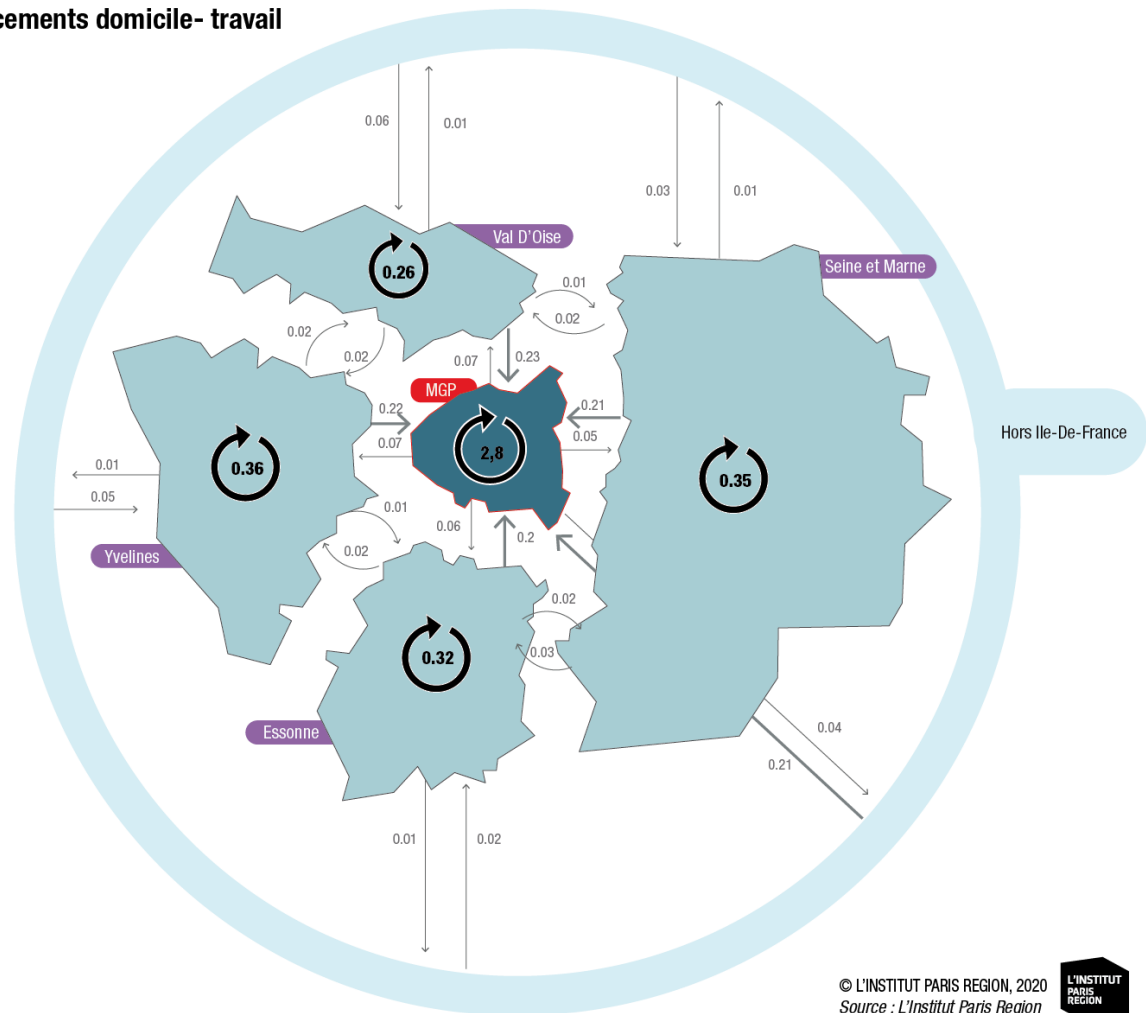 cements domicile- travail
0.06
0.01
0.03
0.01
Val D'Oise
Seine et Marne
0.26
0.01
0.02
0.02
0.02
0.07
0.23
MGP
0.22
0.21
0.07
0.05
2,8
Hors Ile-De-France
0.36
0.35
0.01
0.05
0.01
0.06
0.2
0.02
Yvelines
0.02
0.03
0.32
Essonne
0.04
0.21
0.01
0.02
© L'INSTITUT PARIS REGION, 2020
Source : L'Institut Paris Region
L'INSTITUT
PARIS
REGION